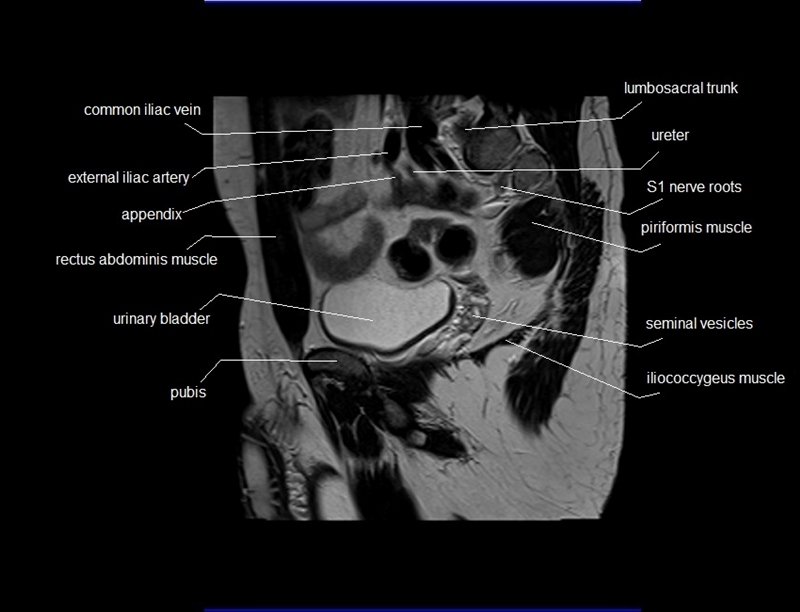 common iliac vein
external iliac artery
appendix
rectus abdominis muscle
urinary bladder
pubis
lumbosacral trunk
ureter
S1 nerve roots
piriformis muscle
seminal vesicles
iliococcygeus muscle